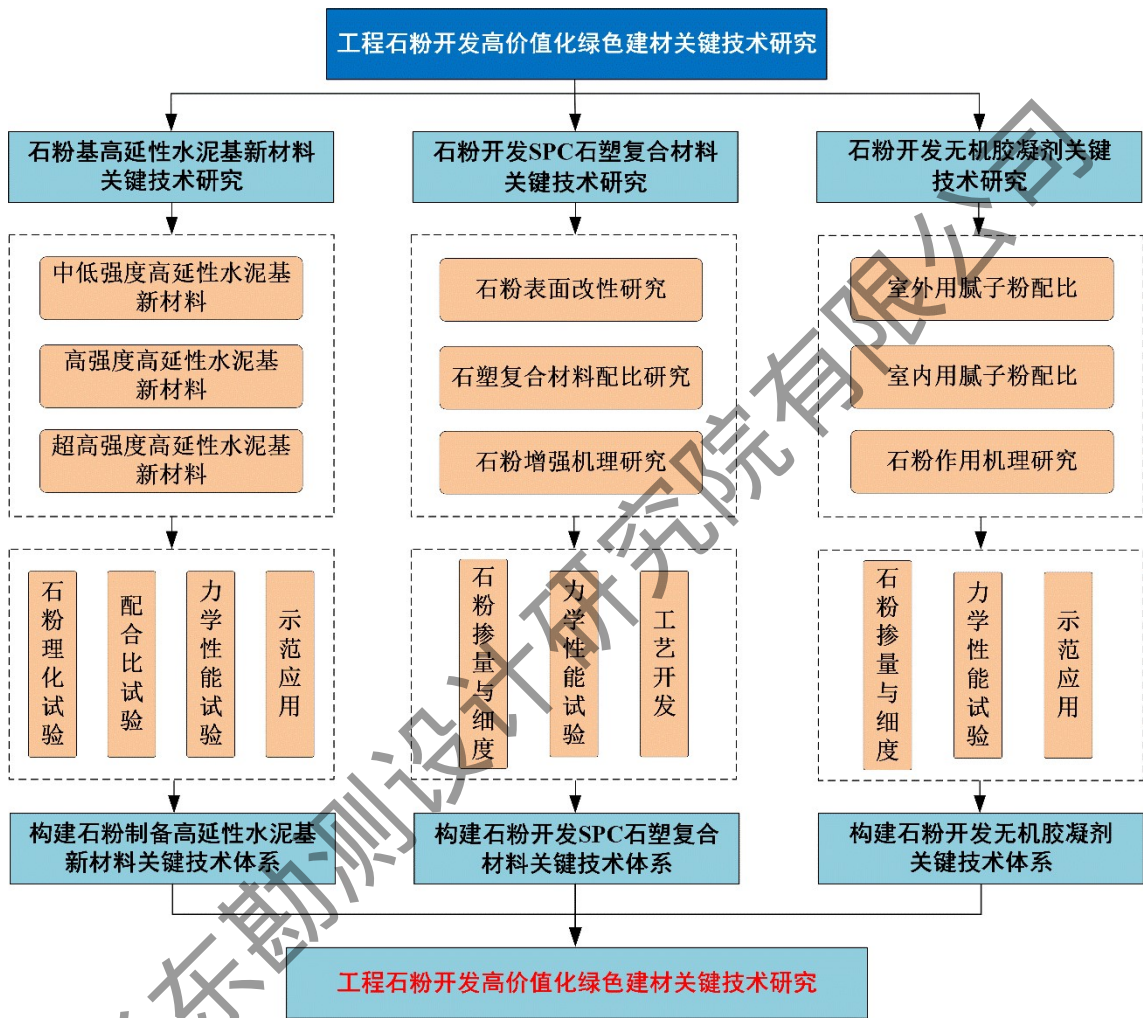 工程石粉开发高价值化绿色建材关键技术研究
石粉基高延性水泥基新材料
关键技术研究
石粉开发SPC石塑复合材料
关键技术研究
石粉开发无机胶凝剂关键
技术研究
中低强度高延性水泥基
新材料
高强度高延性水泥基
新材料
超高强度高延性水泥基
新材料
石粉表面改性研究
石塑复合材料配比研究
石粉增强机理研究
室外用腻子粉配比
室内用腻子粉配比
石粉作用机理研究
石粉理化试验
配合比试验
力学性能试验
示范应用
石粉掺量与细度
力学性能试验
工艺开发
石粉掺量与细度
力学性能试验
示范应用
构建石粉制备高延性水泥基
新材料关键技术体系
构建石粉开发SPC石塑复合
材料关键技术体系
构建石粉开发无机胶凝剂
关键技术体系
工程石粉开发高价值化绿色建材关键技术研究
东勘测设计研究院有限公司